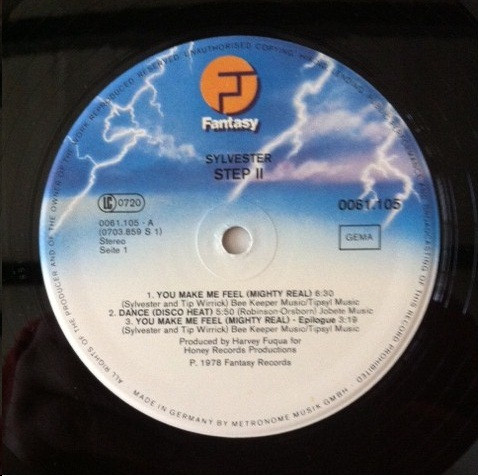 ALL RIGHTS OF THE PRODUCER AND OF THE OWNER OF THE WORK REPRODUCED RESERVED. UNAUTHORISED COPYING, BROADCASTING OF THIS RECORD PROHIBITED
Fantasy
SYLVESTER
STEP II
LC 0720
0061.105
0061.105 - A
(0703.859 S 1)
Stereo
Seite 1
GEMA
1. YOU MAKE ME FEEL (MIGHTY REAL) 6:30
(Sylvester and Tip Wirrick) Bee Keeper Music/Tipsyl Music
2. DANCE (DISCO HEAT) 5:50 (Robinson-Orsborn) Jobete Music
3. YOU MAKE ME FEEL (MIGHTY REAL) - Epilogue 3:19
(Sylvester and Tip Wirrick) Bee Keeper Music/Tipsyl Music
Produced by Harvey Fuqua for
Honey Records Productions
P. 1978 Fantasy Records
MADE IN GERMANY BY METRONOME MUSIK GMBH